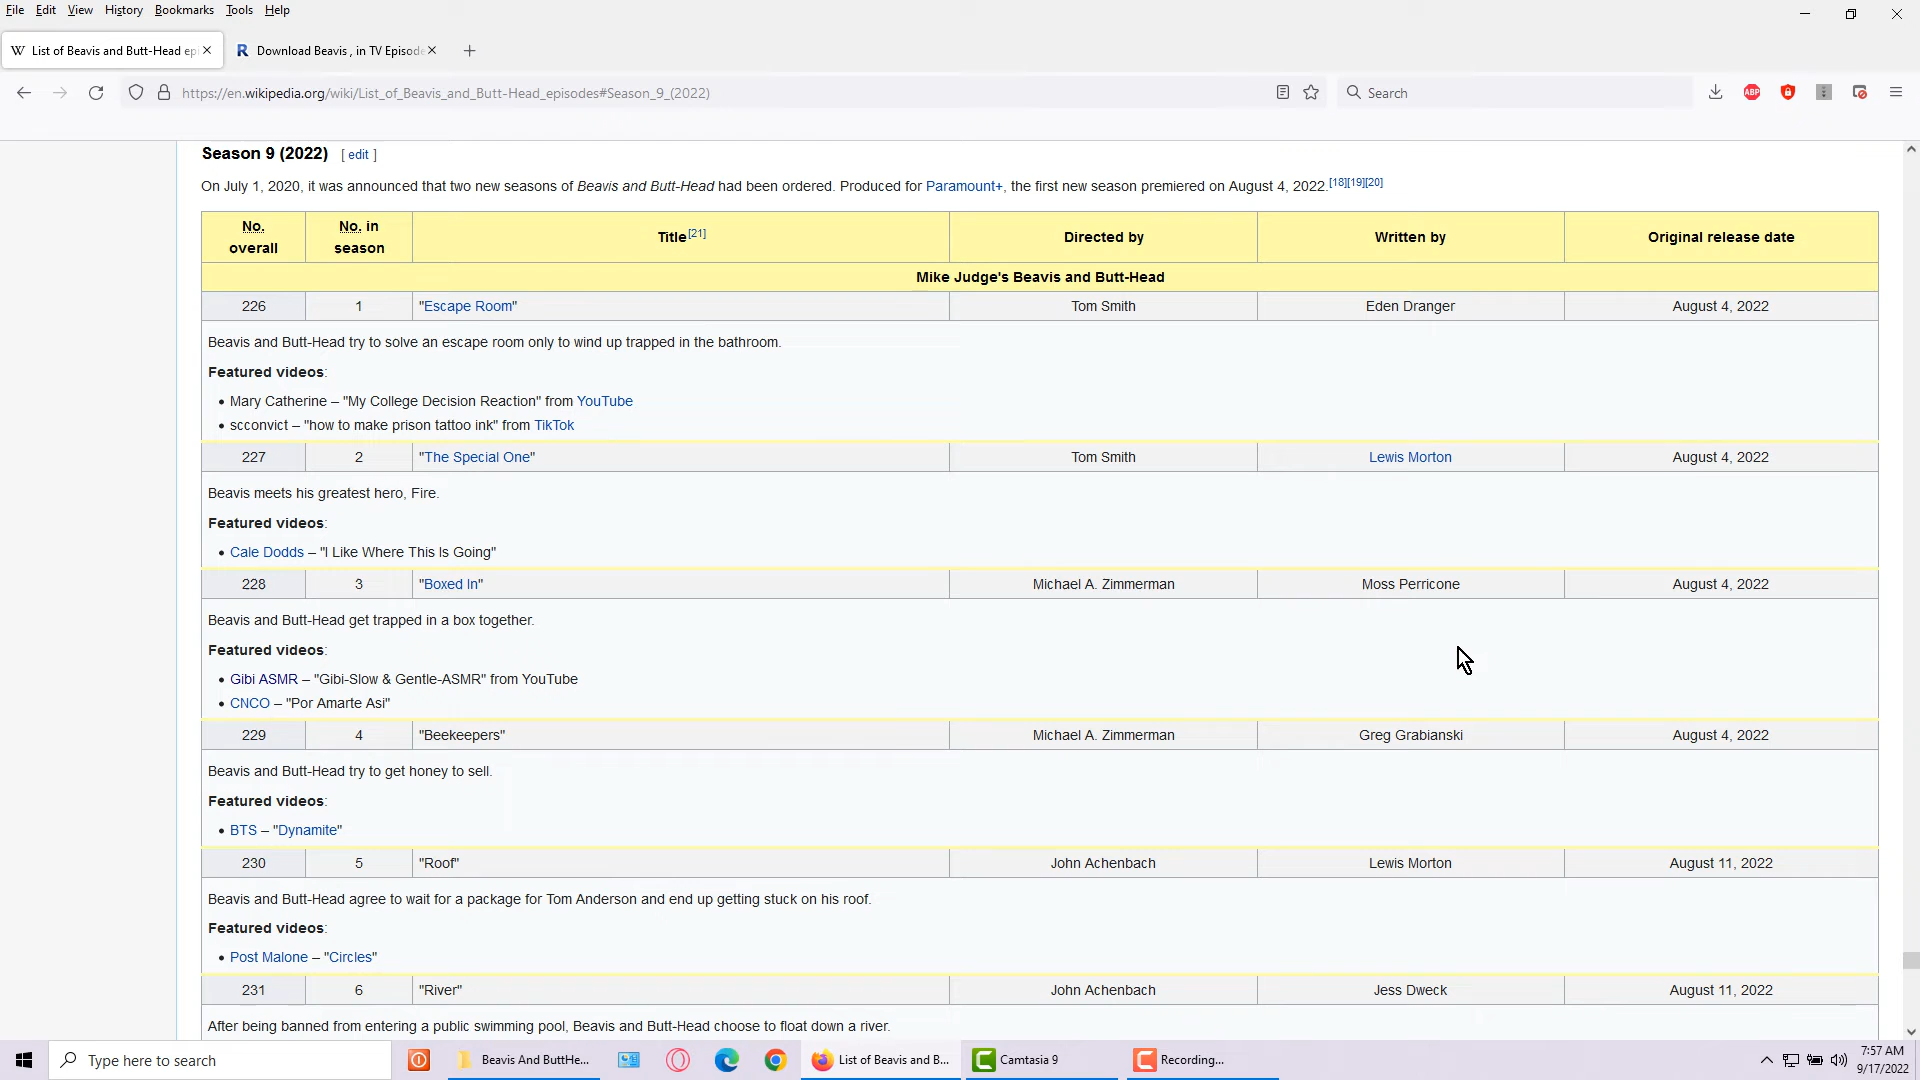 File Edit View History Bookmarks Tools Help
W List of Beavis and Butt-Head ep
R Download Beavis , in TV Episode
https://en.wikipedia.org/wiki/List_of_Beavis_and_Butt-Head_episodes#Season_9_(2022)
Search
ABP
Season 9 (2022) [ edit ]
On July 1, 2020, it was announced that two new seasons of Beavis and Butt-Head had been ordered. Produced for Paramount+, the first new season premiered on August 4, 2022.[18][19][20]
No. overall No. in season Title[21] Directed by Written by Original release date
Mike Judge's Beavis and Butt-Head
226 1 "Escape Room" Tom Smith Eden Dranger August 4, 2022
Beavis and Butt-Head try to solve an escape room only to wind up trapped in the bathroom.
Featured videos:
• Mary Catherine – "My College Decision Reaction" from YouTube
• scconvict – "how to make prison tattoo ink" from TikTok
227 2 "The Special One" Tom Smith Lewis Morton August 4, 2022
Beavis meets his greatest hero, Fire.
Featured videos:
• Cale Dodds – "I Like Where This Is Going"
228 3 "Boxed In" Michael A. Zimmerman Moss Perricone August 4, 2022
Beavis and Butt-Head get trapped in a box together.
Featured videos:
• Gibi ASMR – "Gibi-Slow & Gentle-ASMR" from YouTube
• CNCO – "Por Amarte Asi"
229 4 "Beekeepers" Michael A. Zimmerman Greg Grabianski August 4, 2022
Beavis and Butt-Head try to get honey to sell.
Featured videos:
• BTS – "Dynamite"
230 5 "Roof" John Achenbach Lewis Morton August 11, 2022
Beavis and Butt-Head agree to wait for a package for Tom Anderson and end up getting stuck on his roof.
Featured videos:
• Post Malone – "Circles"
231 6 "River" John Achenbach Jess Dweck August 11, 2022
After being banned from entering a public swimming pool, Beavis and Butt-Head choose to float down a river.
Type here to search
Beavis And ButtHe...
List of Beavis and B...
Camtasia 9
Recording...
7:57 AM
9/17/2022